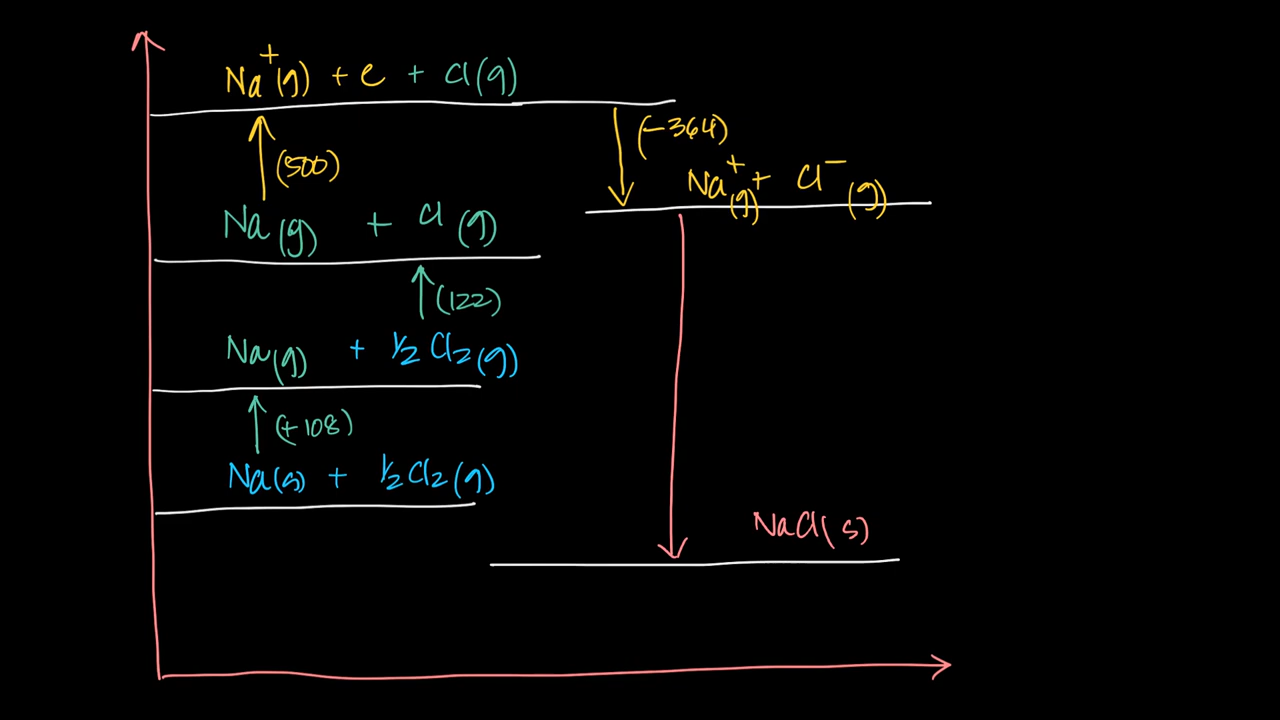 Na⁺(g) + e + Cl(g)
(500)
(-364)
Na⁺(g) + Cl⁻(g)
Na(g) + Cl(g)
(122)
Na(g) + ½Cl₂(g)
(+108)
Na(s) + ½Cl₂(g)
NaCl(s)